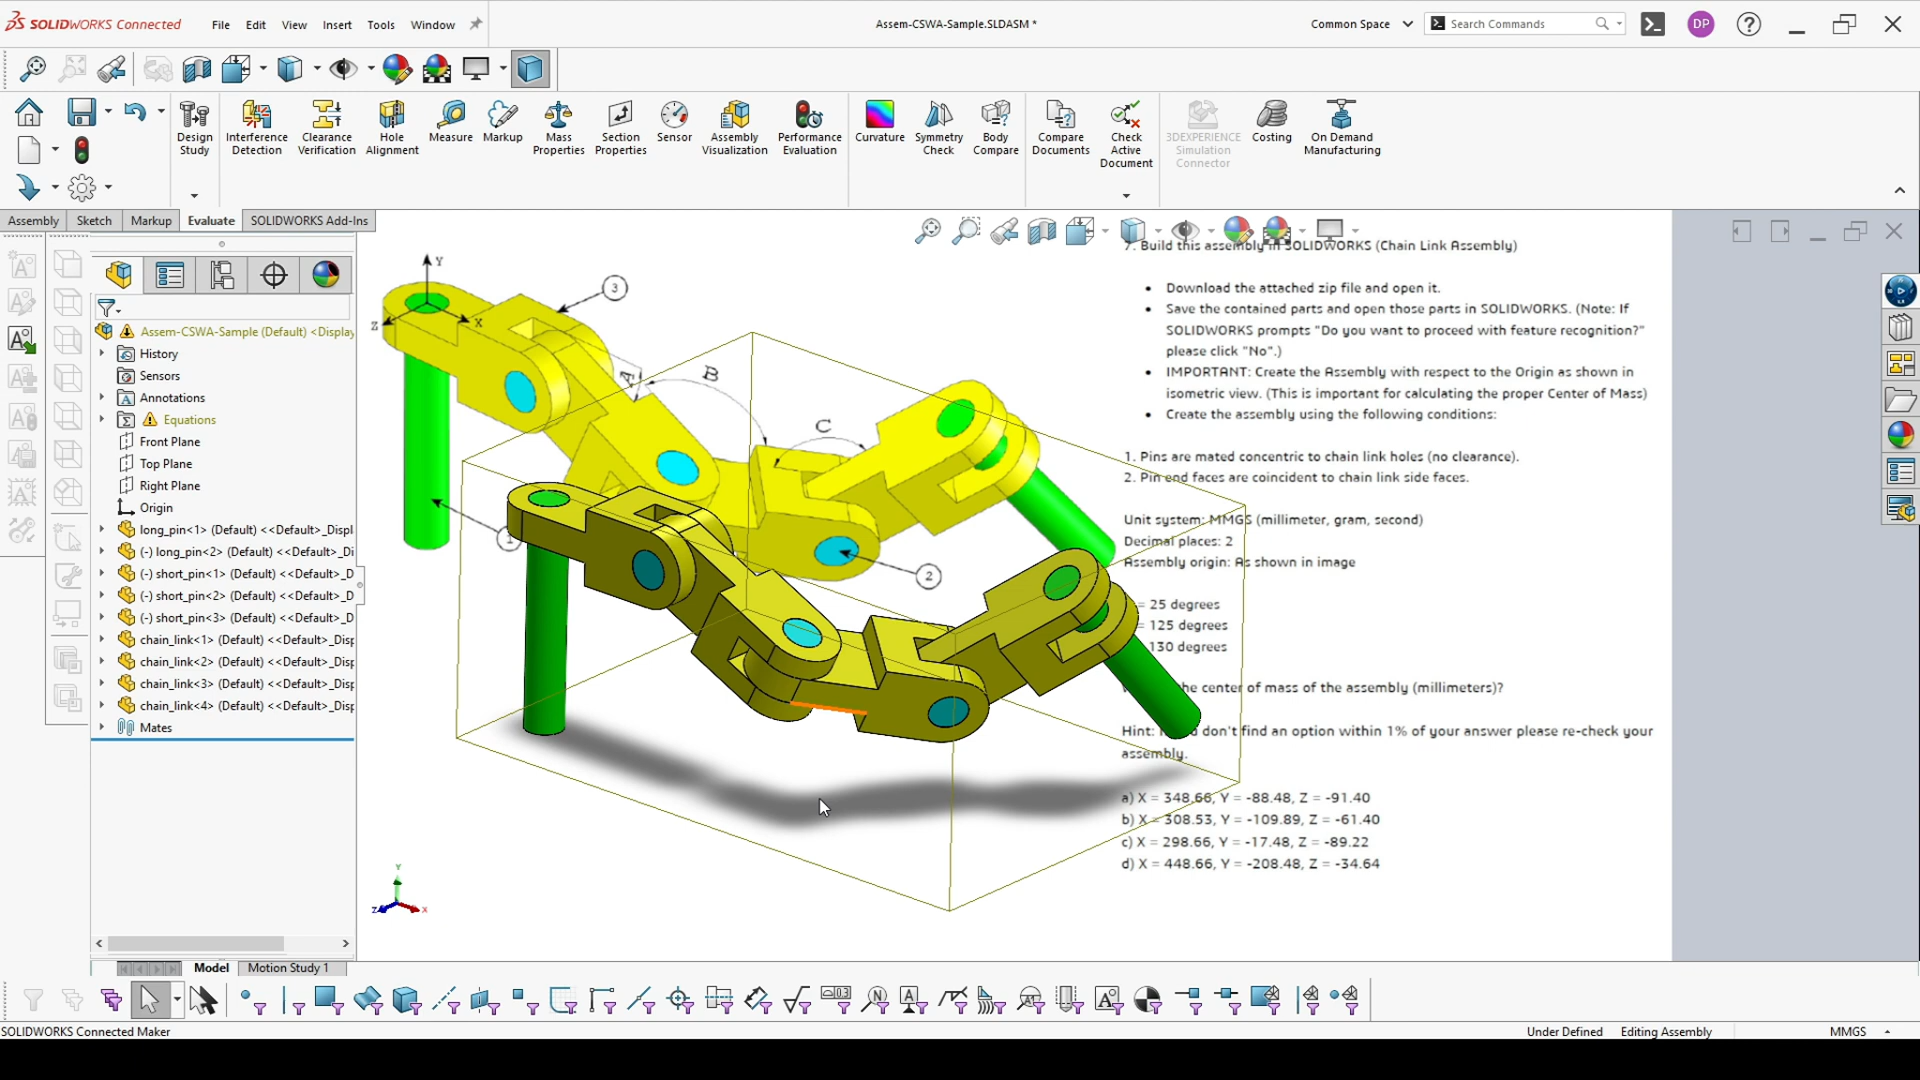 SOLIDWORKS Connected
File Edit View Insert Tools Window
Assem-CSWA-Sample.SLDASM *
Common Space
Search Commands
DP
Design Study
Interference Detection
Clearance Verification
Hole Alignment
Measure
Markup
Mass Properties
Section Properties
Sensor
Assembly Visualization
Performance Evaluation
Curvature
Symmetry Check
Body Compare
Compare Documents
Check Active Document
3DEXPERIENCE Simulation Connector
Costing
On Demand Manufacturing
Assembly Sketch Markup Evaluate SOLIDWORKS Add-Ins
Assem-CSWA-Sample (Default) <Display
History
Sensors
Annotations
Equations
Front Plane
Top Plane
Right Plane
Origin
long_pin<1> (Default) <<Default>_Displ
(-) long_pin<2> (Default) <<Default>_Di
(-) short_pin<1> (Default) <<Default>_D
(-) short_pin<2> (Default) <<Default>_D
(-) short_pin<3> (Default) <<Default>_D
chain_link<1> (Default) <<Default>_Disp
chain_link<2> (Default) <<Default>_Disp
chain_link<3> (Default) <<Default>_Disp
chain_link<4> (Default) <<Default>_Disp
Mates
Y
X
Z
3
A
B
C
1
2
7. Build this assembly in SOLIDWORKS (Chain Link Assembly)
• Download the attached zip file and open it.
• Save the contained parts and open those parts in SOLIDWORKS. (Note: If
SOLIDWORKS prompts "Do you want to proceed with feature recognition?"
please click "No".)
• IMPORTANT: Create the Assembly with respect to the Origin as shown in
isometric view. (This is important for calculating the proper Center of Mass)
• Create the assembly using the following conditions:
1. Pins are mated concentric to chain link holes (no clearance).
2. Pin end faces are coincident to chain link side faces.
Unit system: MMGS (millimeter, gram, second)
Decimal places: 2
Assembly origin: As shown in image
= 25 degrees
= 125 degrees
130 degrees
the center of mass of the assembly (millimeters)?
Hint: don't find an option within 1% of your answer please re-check your
assembly.
a) X = 348.66, Y = -88.48, Z = -91.40
b) X = 308.53, Y = -109.89, Z = -61.40
c) X = 298.66, Y = -17.48, Z = -89.22
d) X = 448.66, Y = -208.48, Z = -34.64
Y
Z
X
Model Motion Study 1
SOLIDWORKS Connected Maker
Under Defined Editing Assembly MMGS